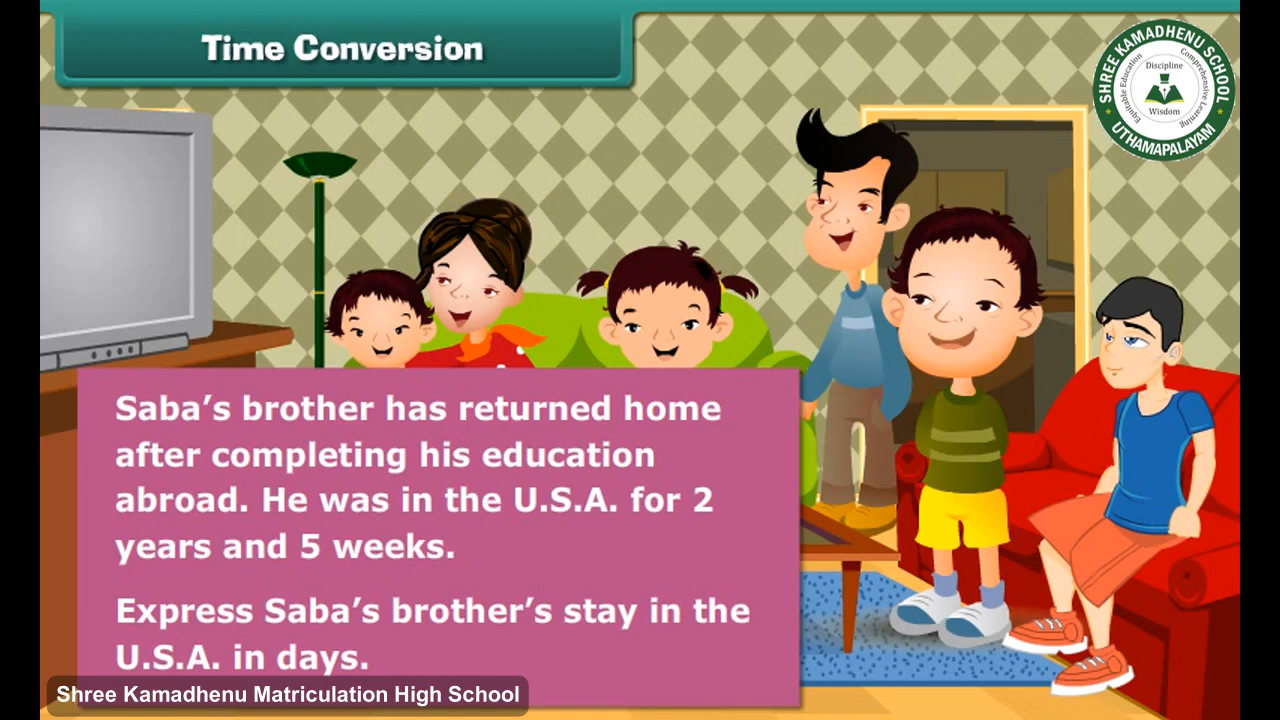 Time Conversion
SHREE KAMADHENU SCHOOL
Equitable Education
Discipline
Comprehensive Learning
Wisdom
UTHAMAPALAYAM
Saba’s brother has returned home
after completing his education
abroad. He was in the U.S.A. for 2
years and 5 weeks.
Express Saba’s brother’s stay in the
U.S.A. in days.
Shree Kamadhenu Matriculation High School